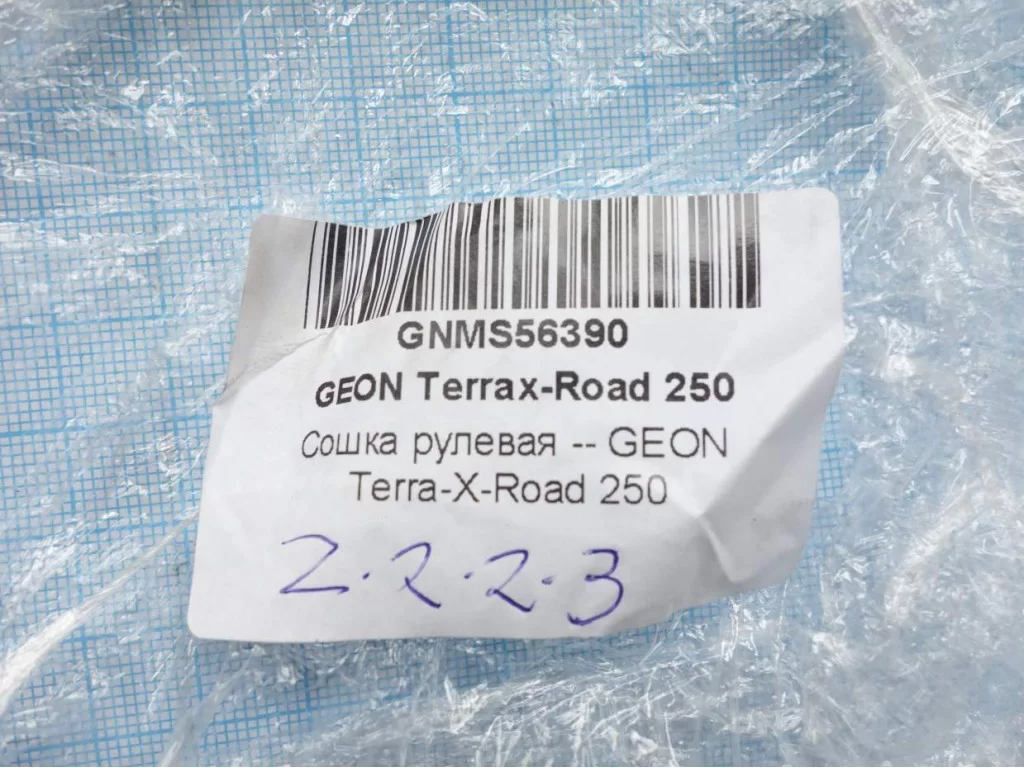 GNMS56390
GEON Terrax-Road 250
Сошка рулевая -- GEON
Terra-X-Road 250
2.2.2.3